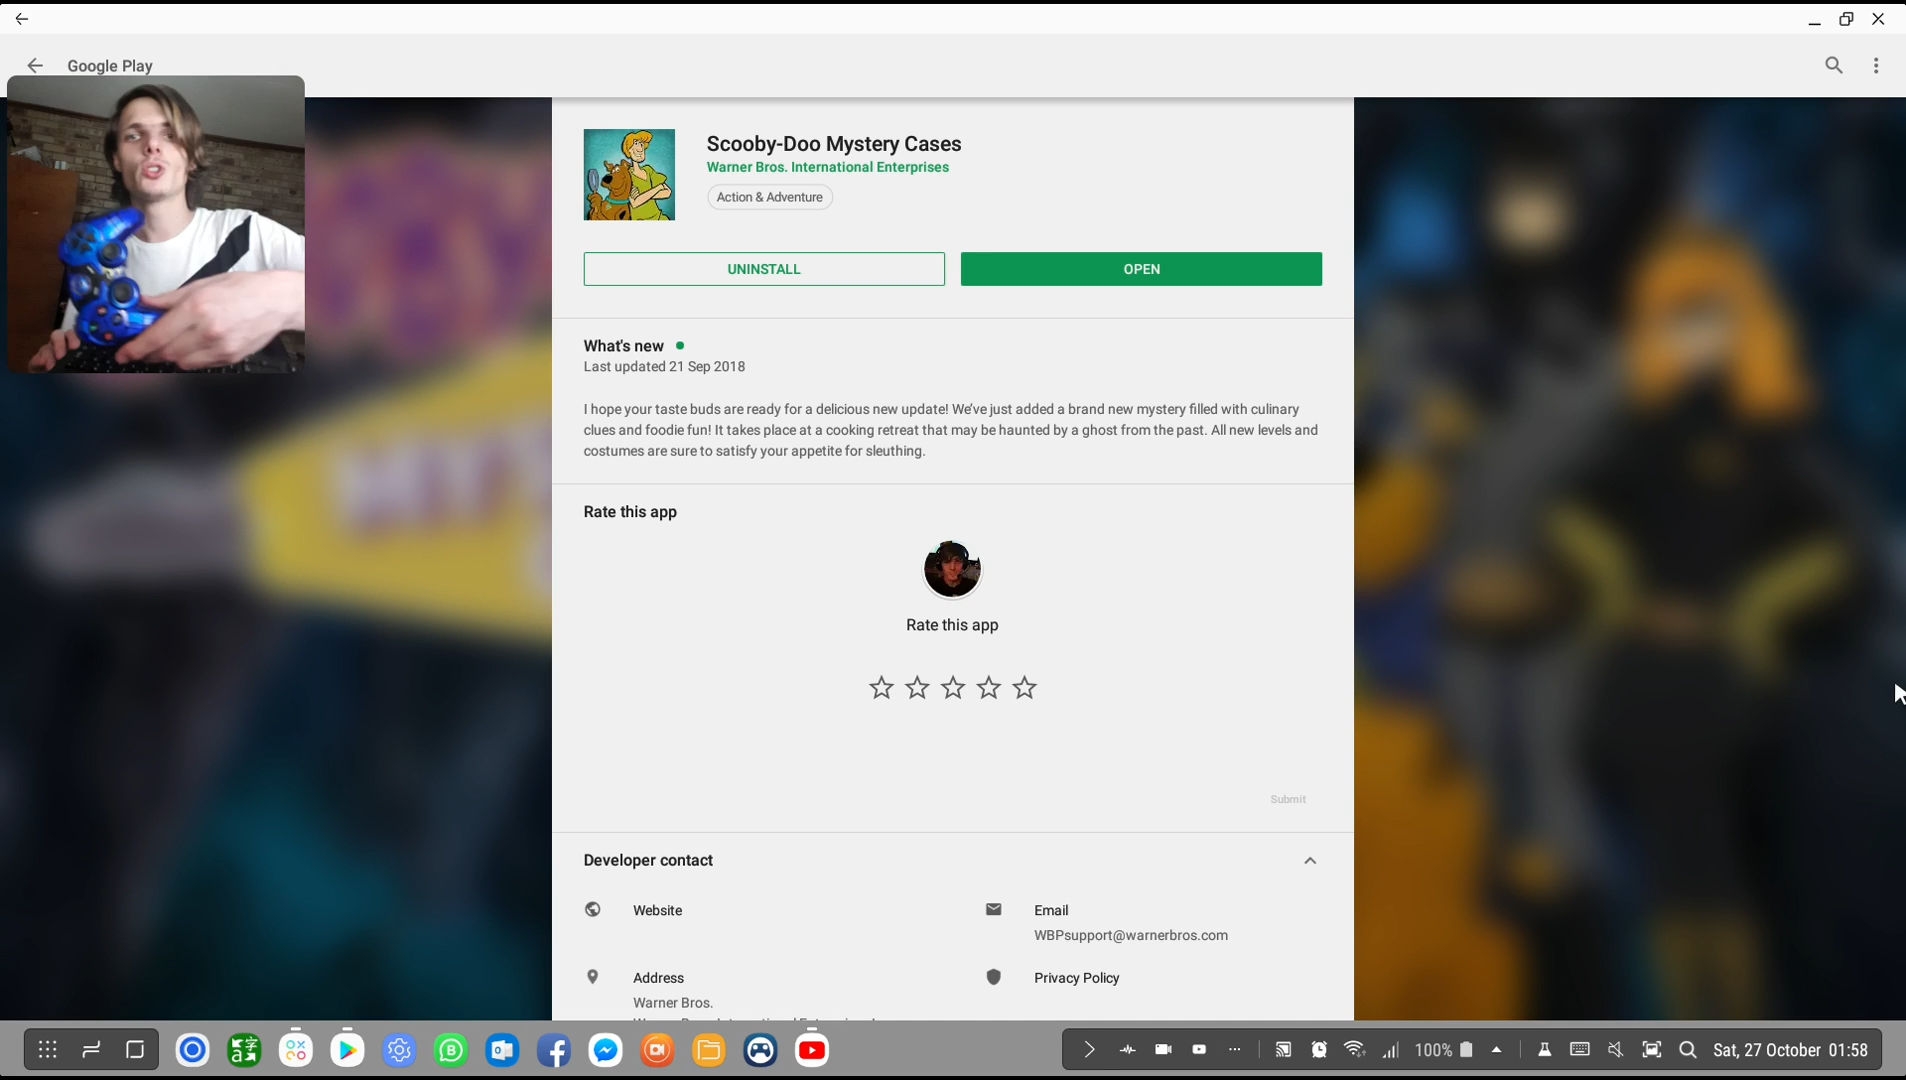 Google Play
Scooby-Doo Mystery Cases
Warner Bros. International Enterprises
Action & Adventure
UNINSTALL
OPEN
What's new
Last updated 21 Sep 2018
I hope your taste buds are ready for a delicious new update! We've just added a brand new mystery filled with culinary
clues and foodie fun! It takes place at a cooking retreat that may be haunted by a ghost from the past. All new levels and
costumes are sure to satisfy your appetite for sleuthing.
Rate this app
Rate this app
Submit
Developer contact
Website
Email
WBPsupport@warnerbros.com
Address
Privacy Policy
Warner Bros.
100%
Sat, 27 October 01:58